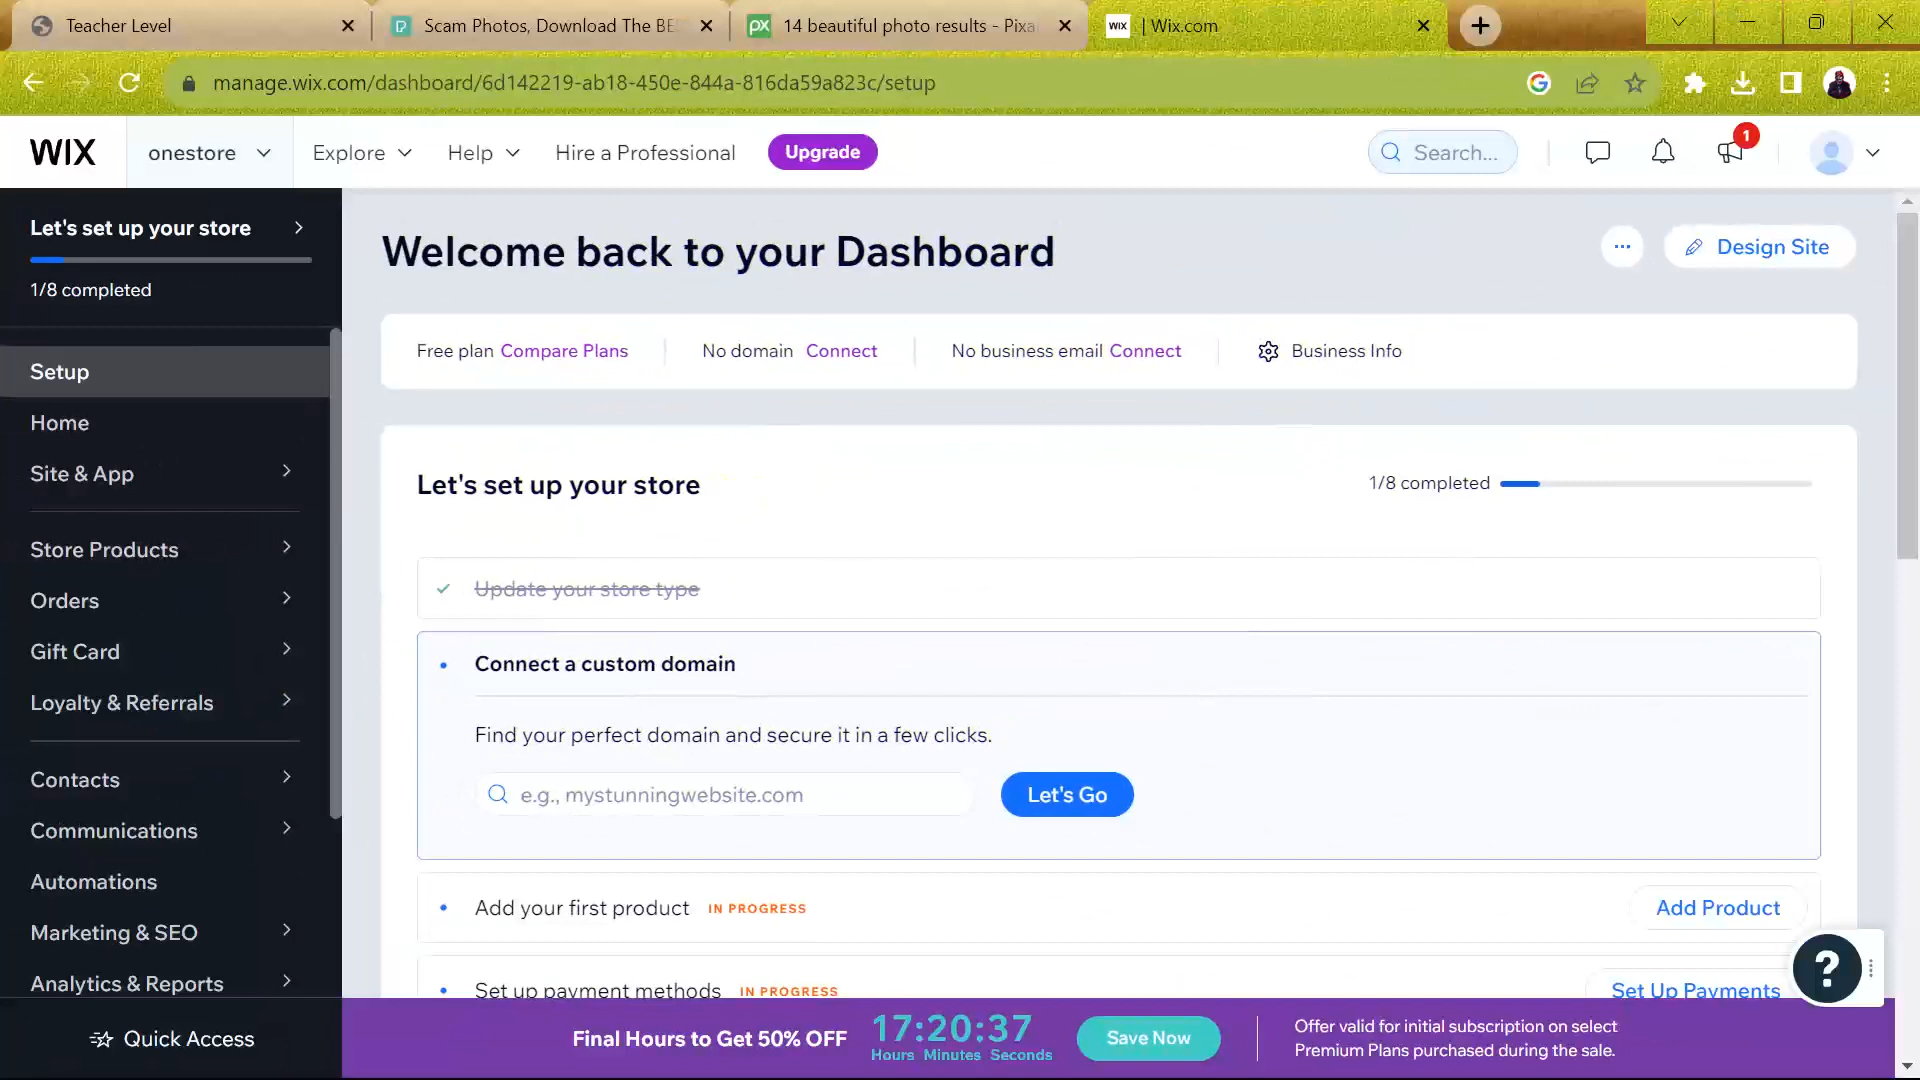 Teacher Level
Scam Photos, Download The BE
px 14 beautiful photo results - Pixa
WIX | Wix.com
manage.wix.com/dashboard/6d142219-ab18-450e-844a-816da59a823c/setup
WIX
onestore
Explore
Help
Hire a Professional
Upgrade
Search...
1
Let's set up your store
1/8 completed
Setup
Home
Site & App
Store Products
Orders
Gift Card
Loyalty & Referrals
Contacts
Communications
Automations
Marketing & SEO
Analytics & Reports
Quick Access
Welcome back to your Dashboard
Design Site
Free plan Compare Plans
No domain Connect
No business email Connect
Business Info
Let's set up your store
1/8 completed
Update your store type
Connect a custom domain
Find your perfect domain and secure it in a few clicks.
e.g., mystunningwebsite.com
Let's Go
Add your first product IN PROGRESS
Add Product
Set up payment methods IN PROGRESS
Set Up Payments
?
Final Hours to Get 50% OFF
17:20:37
Hours Minutes Seconds
Save Now
Offer valid for initial subscription on select
Premium Plans purchased during the sale.